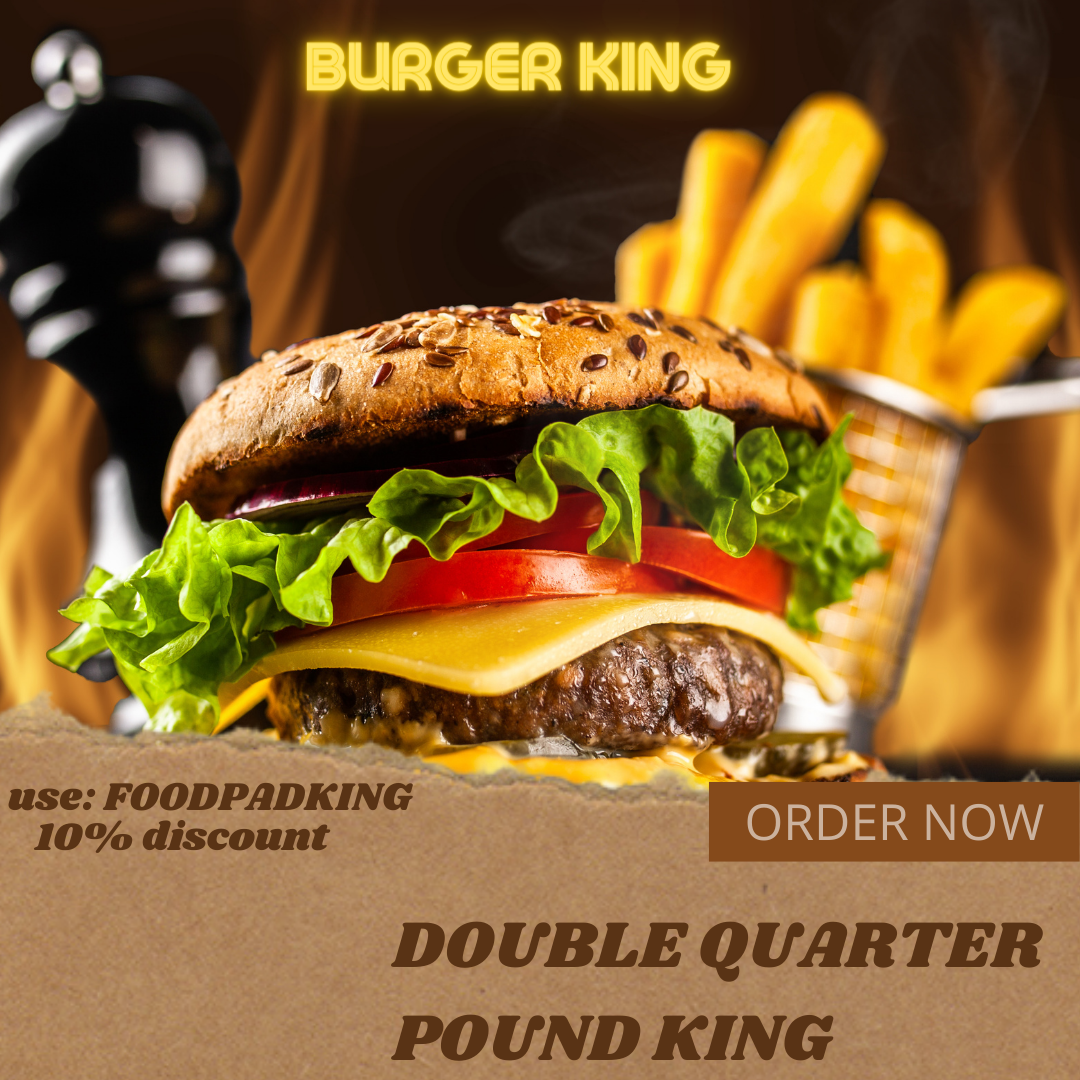 BURGER KING
use: FOODPADKING
10% discount
ORDER NOW
DOUBLE QUARTER
POUND KING